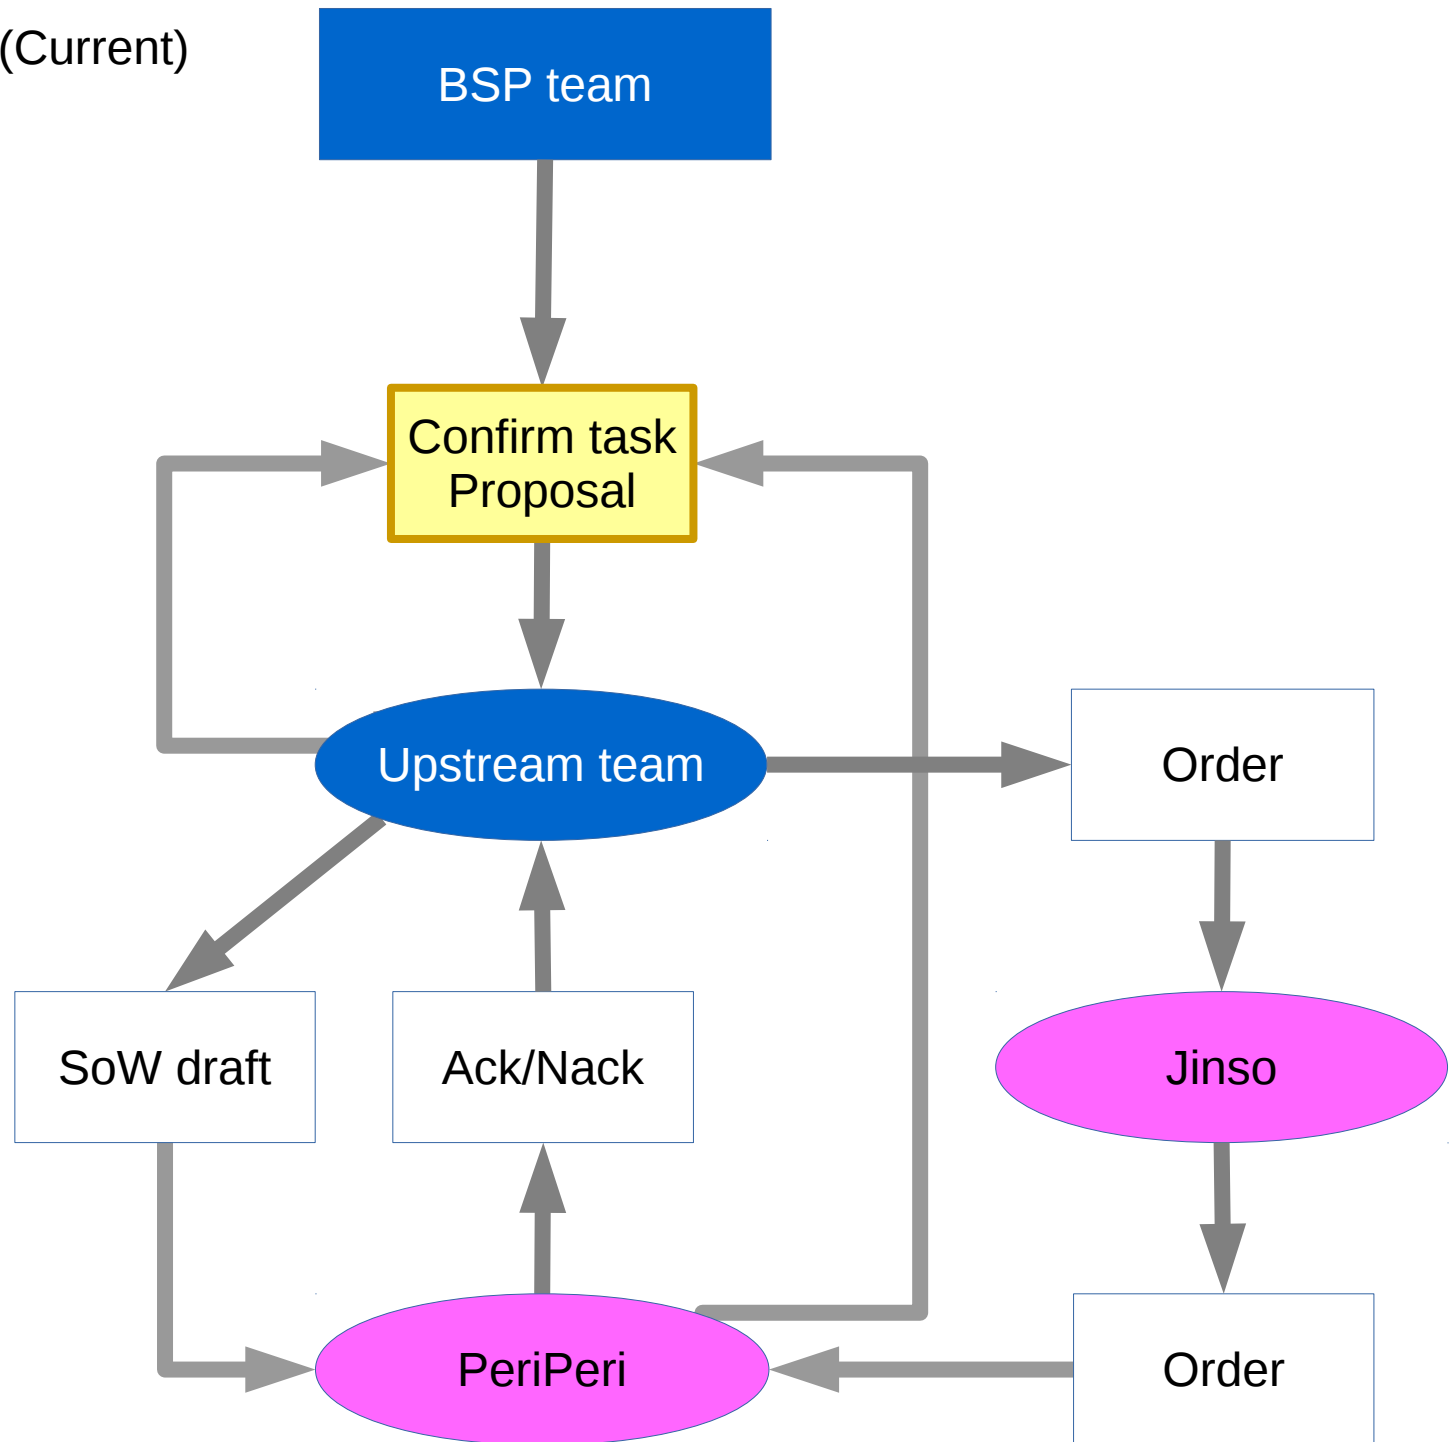 (Current)
BSP team
Confirm task
Proposal
Upstream team
Order
SoW draft
Ack/Nack
Jinso
PeriPeri
Order